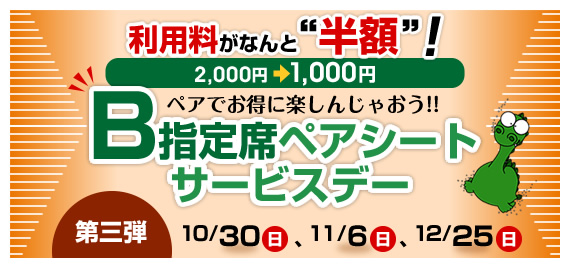 利用料がなんと“半額”!
2,000円➡1,000円
ペアでお得に楽しんじゃおう!!
B指定席ペアシート
サービスデー
第三弾
10/30日、11/6日、12/25日